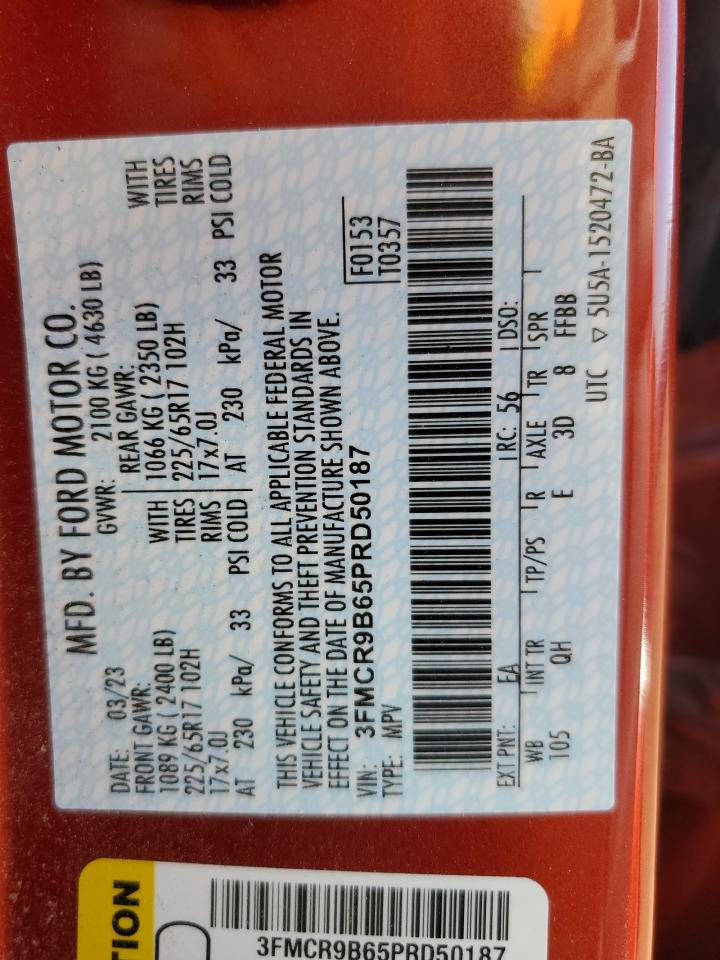 MFD. BY FORD MOTOR CO.
DATE: 03/23 GVWR: 2100 KG ( 4630 LB)
FRONT GAWR: REAR GAWR:
1089 KG ( 2400 LB) WITH 1066 KG ( 2350 LB) WITH
225/65R17 102H TIRES 225/65R17 102H TIRES
17x7.0J RIMS 17x7.0J RIMS
AT 230 kPa/ 33 PSI COLD AT 230 kPa/ 33 PSI COLD
THIS VEHICLE CONFORMS TO ALL APPLICABLE FEDERAL MOTOR
VEHICLE SAFETY AND THEFT PREVENTION STANDARDS IN
EFFECT ON THE DATE OF MANUFACTURE SHOWN ABOVE.
VIN: 3FMCR9B65PRD50187 F0153
TYPE: MPV T0357
EXT PNT: EA RC: 56 DSO:
WB INT TR TP/PS R AXLE TR SPR
105 QH E 3D 8 FFBB
UTC ▽ 5U5A-1520472-BA
TION
3FMCR9B65PRD50187